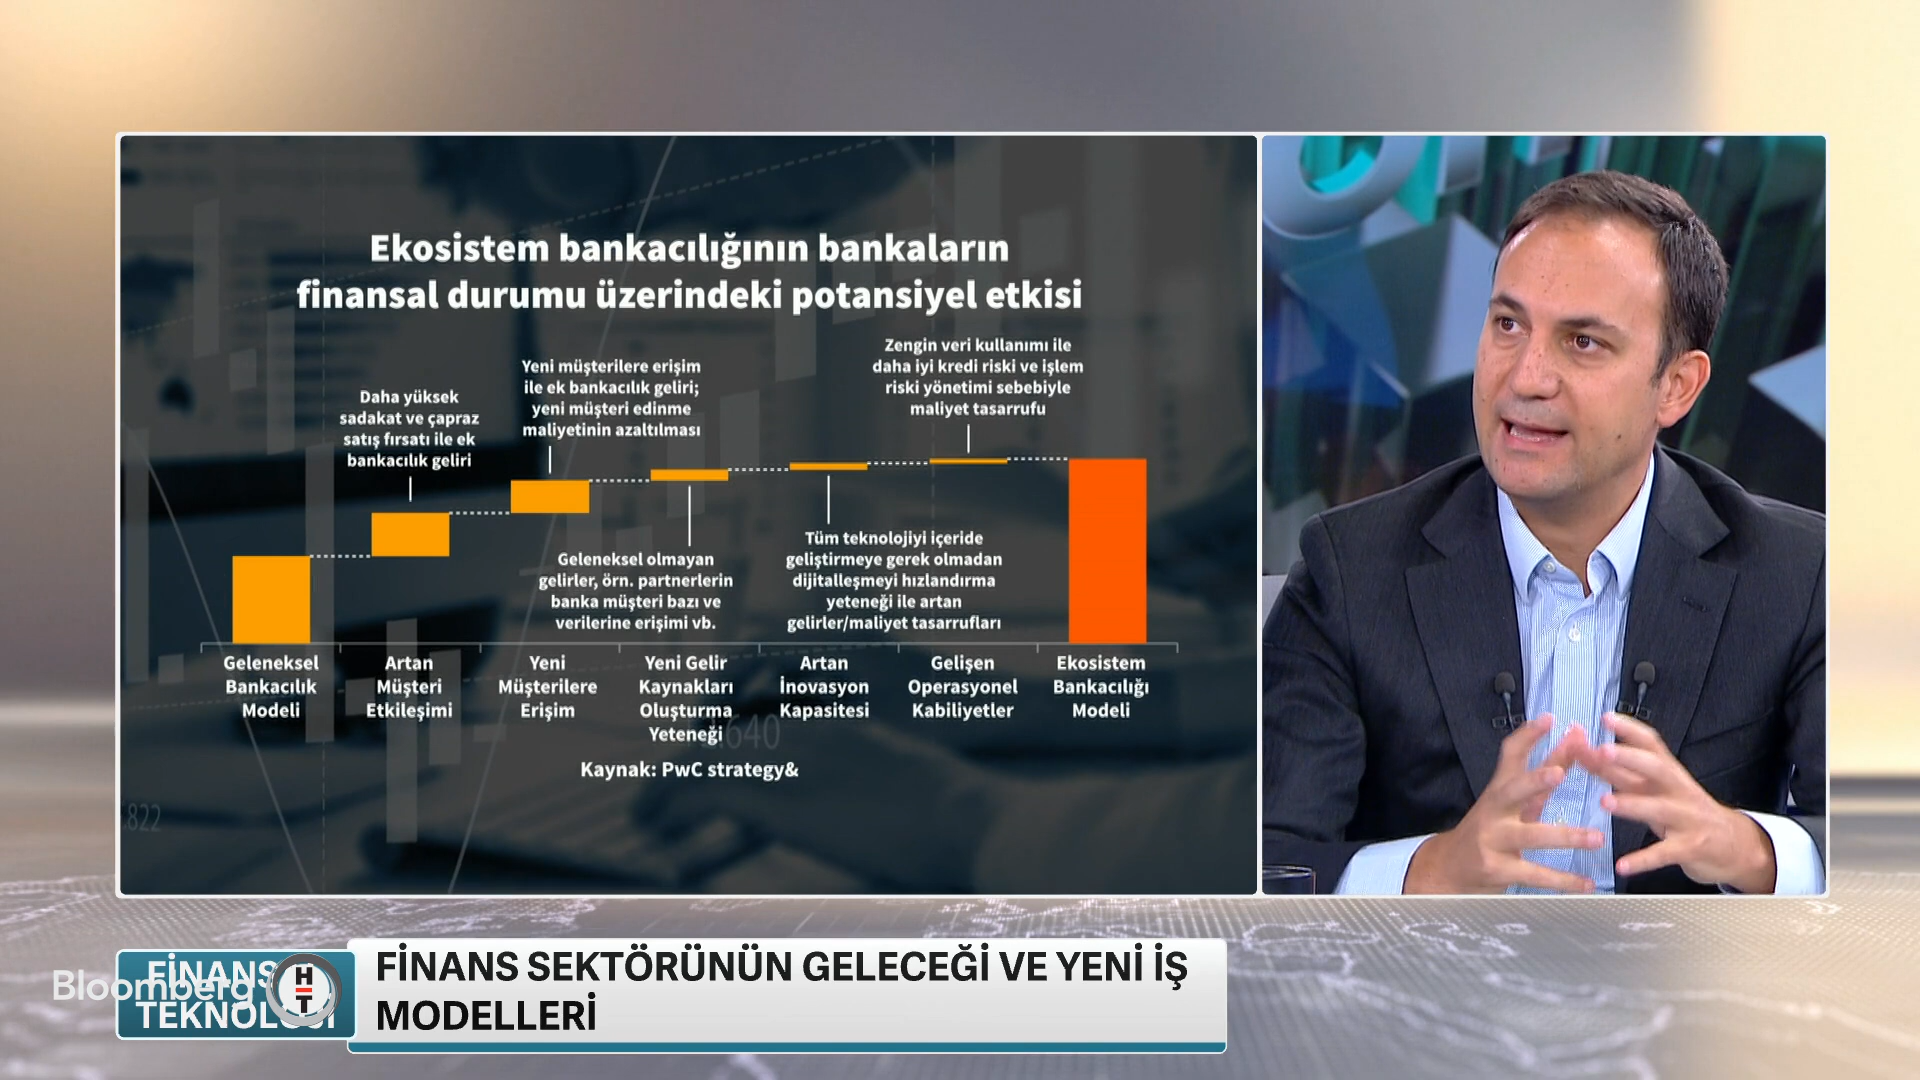 Ekosistem bankacılığının bankaların
finansal durumu üzerindeki potansiyel etkisi
Daha yüksek
sadakat ve çapraz
satış fırsatı ile ek
bankacılık geliri
Yeni müşterilere erişim
ile ek bankacılık geliri;
yeni müşteri edinme
maliyetinin azaltılması
Zengin veri kullanımı ile
daha iyi kredi riski ve işlem
riski yönetimi sebebiyle
maliyet tasarrufu
Geleneksel olmayan
gelirler, örn. partnerlerin
banka müşteri bazı ve
verilerine erişimi vb.
Tüm teknolojiyi içeride
geliştirmeye gerek olmadan
dijitalleşmeyi hızlandırma
yeteneği ile artan
gelirler/maliyet tasarrufları
Geleneksel
Bankacılık
Modeli
Artan
Müşteri
Etkileşimi
Yeni
Müşterilere
Erişim
Yeni Gelir
Kaynakları
Oluşturma
Yeteneği
Artan
İnovasyon
Kapasitesi
Gelişen
Operasyonel
Kabiliyetler
Ekosistem
Bankacılığı
Modeli
Kaynak: PwC strategy&
.822
640
FİNANS
TEKNOLOJİ
Bloomberg HT
FİNANS SEKTÖRÜNÜN GELECEĞİ VE YENİ İŞ
MODELLERİ